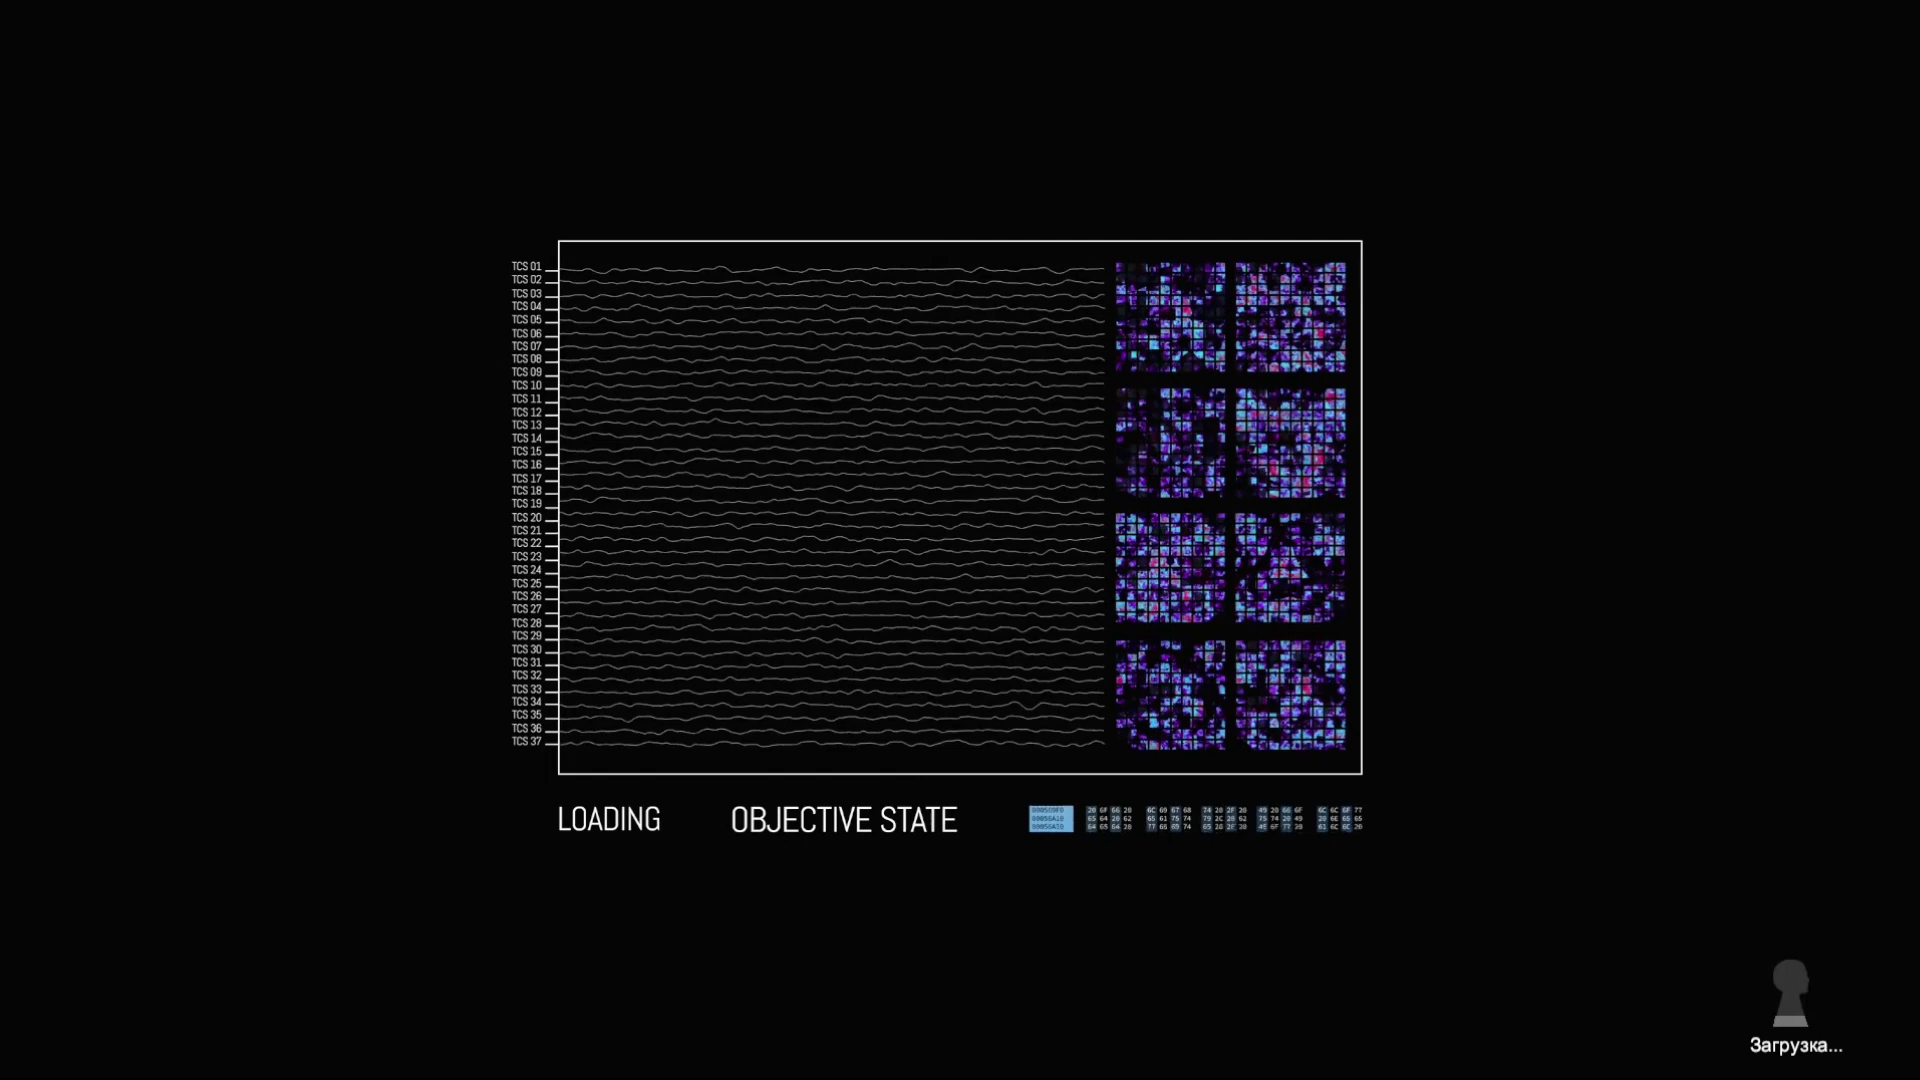 TCS 01
TCS 02
TCS 03
TCS 04
TCS 05
TCS 06
TCS 07
TCS 08
TCS 09
TCS 10
TCS 11
TCS 12
TCS 13
TCS 14
TCS 15
TCS 16
TCS 17
TCS 18
TCS 19
TCS 20
TCS 21
TCS 22
TCS 23
TCS 24
TCS 25
TCS 26
TCS 27
TCS 28
TCS 29
TCS 30
TCS 31
TCS 32
TCS 33
TCS 34
TCS 35
TCS 36
TCS 37
LOADING OBJECTIVE STATE
Загрузка...